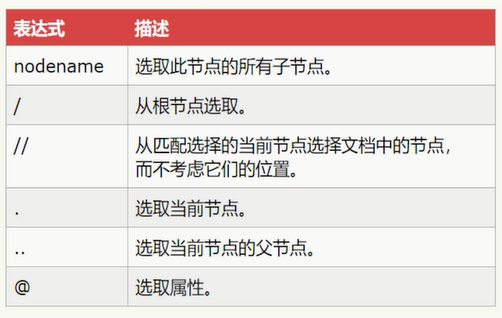 表达式 描述
nodename 选取此节点的所有子节点。
/ 从根节点选取。
// 从匹配选择的当前节点选择文档中的节点，
而不考虑它们的位置。
. 选取当前节点。
.. 选取当前节点的父节点。
@ 选取属性。